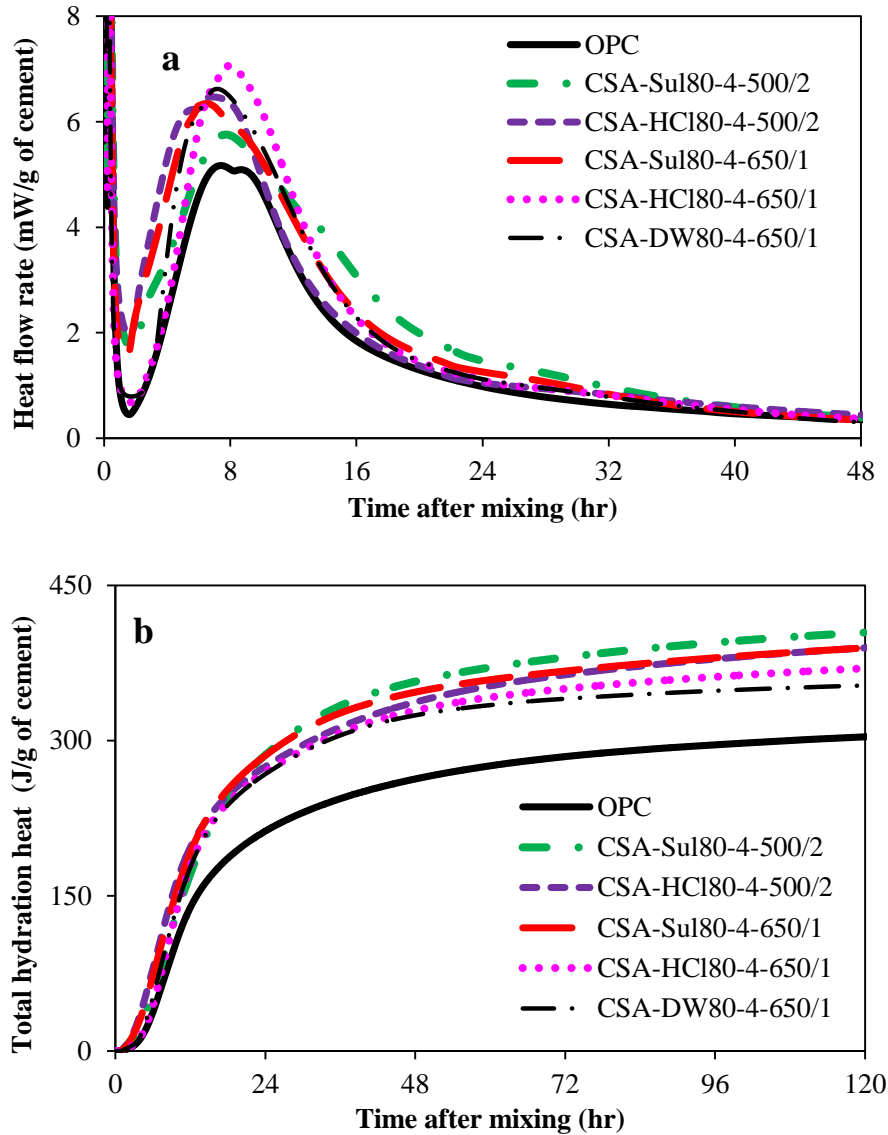 8
6
4
2
0
Heat flow rate (mW/g of cement)
a
OPC
CSA-Sul80-4-500/2
CSA-HCl80-4-500/2
CSA-Sul80-4-650/1
CSA-HCl80-4-650/1
CSA-DW80-4-650/1
0 8 16 24 32 40 48
Time after mixing (hr)
450
300
150
0
Total hydration heat (J/g of cement)
b
OPC
CSA-Sul80-4-500/2
CSA-HCl80-4-500/2
CSA-Sul80-4-650/1
CSA-HCl80-4-650/1
CSA-DW80-4-650/1
0 24 48 72 96 120
Time after mixing (hr)